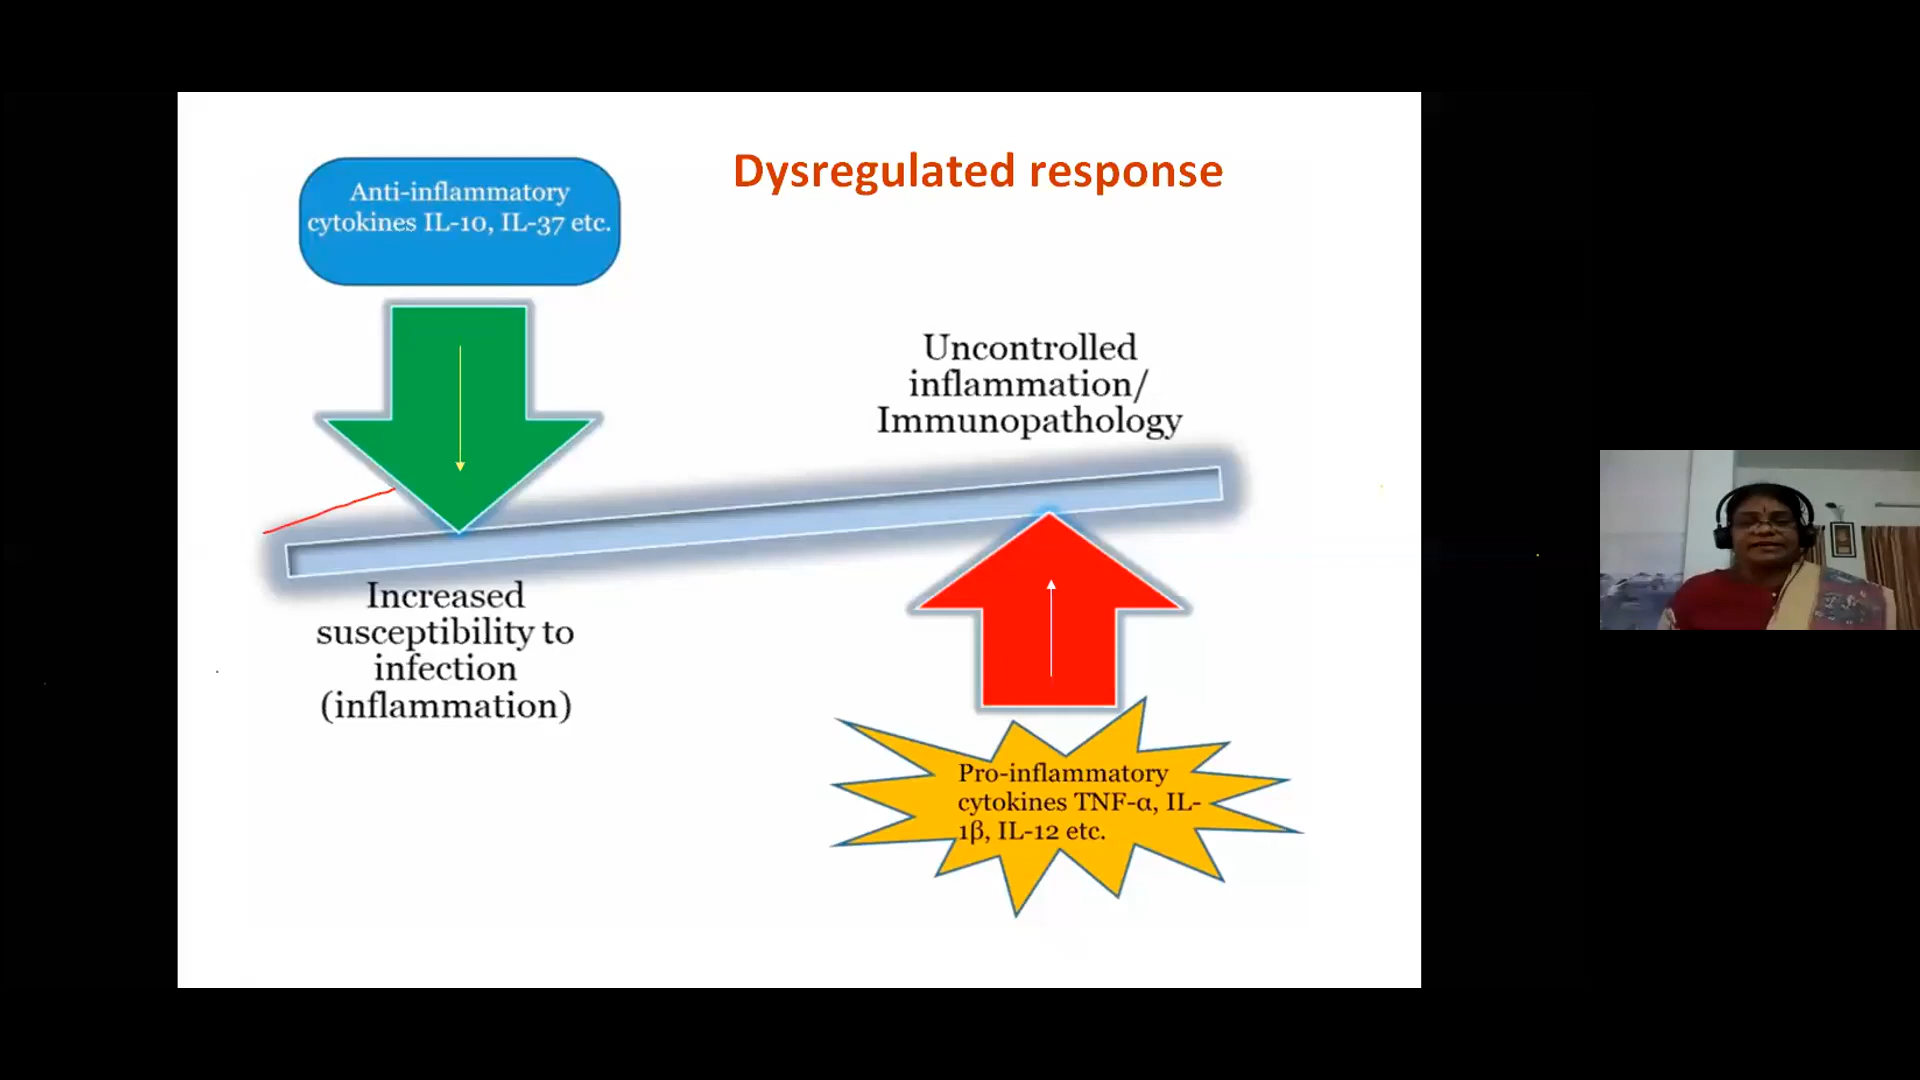 Dysregulated response
Anti-inflammatory
cytokines IL-10, IL-37 etc.
Uncontrolled
inflammation/
Immunopathology
Increased
susceptibility to
infection
(inflammation)
Pro-inflammatory
cytokines TNF-α, IL-
1β, IL-12 etc.